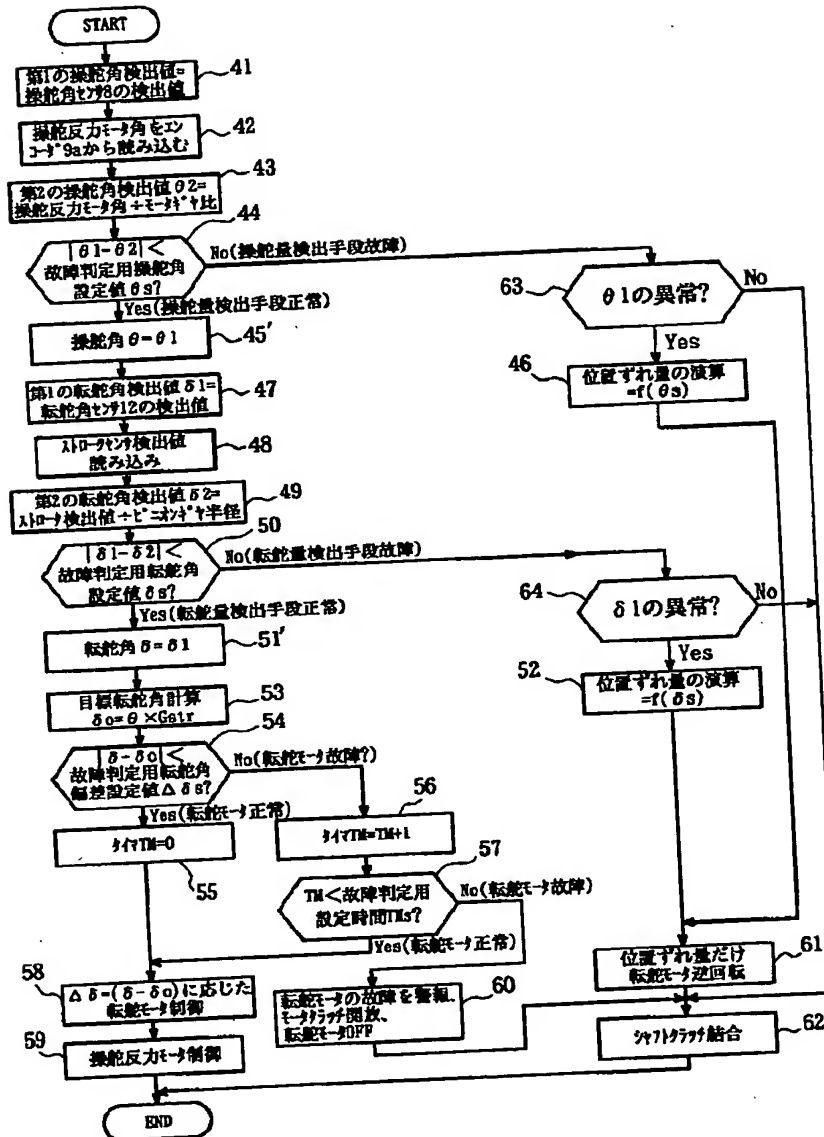 START
第1の操舵角検出値=
操舵角ｾﾝｻ8の検出値
41
操舵反力ﾓｰﾀ角をｴﾝ
ｺｰﾀﾞ9aから読み込む
42
第2の操舵角検出値θ2=
操舵反力ﾓｰﾀ角÷ﾓｰﾀｷﾞﾔ比
43
|θ1-θ2|<
故障判定用操舵角
設定値θs?
44
No(操舵量検出手段故障)
Yes(操舵量検出手段正常)
操舵角θ=θ1
45'
63
θ1の異常?
No
Yes
46
位置ずれ量の演算
=f(θs)
第1の転舵角検出値δ1=
転舵角ｾﾝｻ12の検出値
47
ｽﾄﾛｰｸｾﾝｻ検出値
読み込み
48
第2の転舵角検出値δ2=
ｽﾄﾛｰｸ検出値÷ﾋﾟﾆｵﾝｷﾞﾔ半径
49
|δ1-δ2|<
故障判定用転舵角
設定値δs?
50
No(転舵量検出手段故障)
Yes(転舵量検出手段正常)
転舵角δ=δ1
51'
64
δ1の異常?
No
Yes
52
位置ずれ量の演算
=f(δs)
目標転舵角計算
δo=θ×Gstr
53
|δ-δo|<
故障判定用転舵角
偏差設定値△δs?
54
No(転舵ﾓｰﾀ故障?)
Yes(転舵ﾓｰﾀ正常)
ﾀｲﾏTM=0
55
ﾀｲﾏTM=TM+1
56
TM<故障判定用
設定時間TMs?
57
No(転舵ﾓｰﾀ故障)
Yes(転舵ﾓｰﾀ正常)
58
△δ=(δ-δo)に応じた
転舵ﾓｰﾀ制御
59
操舵反力ﾓｰﾀ制御
転舵ﾓｰﾀの故障を警報、
ﾓｰﾀｸﾗｯﾁ開放、
転舵ﾓｰﾀOFF
60
位置ずれ量だけ
転舵ﾓｰﾀ逆回転
61
ｼｬﾌﾄｸﾗｯﾁ結合
62
END